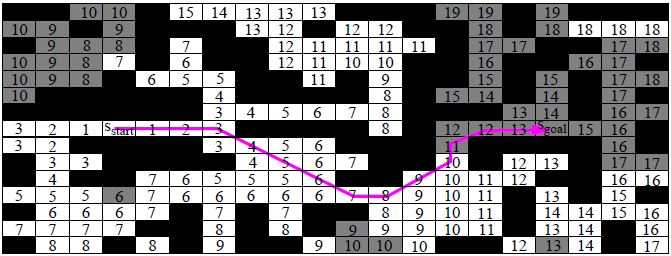 10 10 15 14 13 13 13 19 19 19
10 9 9 13 12 12 12 18 18 18 18 18
9 8 8 7 12 11 11 11 11 17 17 17 18
10 9 8 7 6 12 11 10 10 16 16 17
10 9 8 6 5 5 11 9 15 15 17 18
10 4 8 15 14 14 17
3 4 5 6 7 8 13 14 16 17
3 2 1 Sstart 1 2 3 8 12 12 13 Sgoal 15 16
3 2 3 4 5 6 11 16
3 3 4 5 6 7 10 12 13 17 17
4 7 6 5 5 5 6 9 10 11 12 16 16
5 5 5 6 7 6 6 6 6 6 7 8 9 10 11 13 15
6 6 6 7 7 7 8 9 10 11 14 14 15 16
7 7 7 7 8 8 9 9 9 10 11 13 14 16
8 8 8 9 9 10 10 10 12 13 14 17